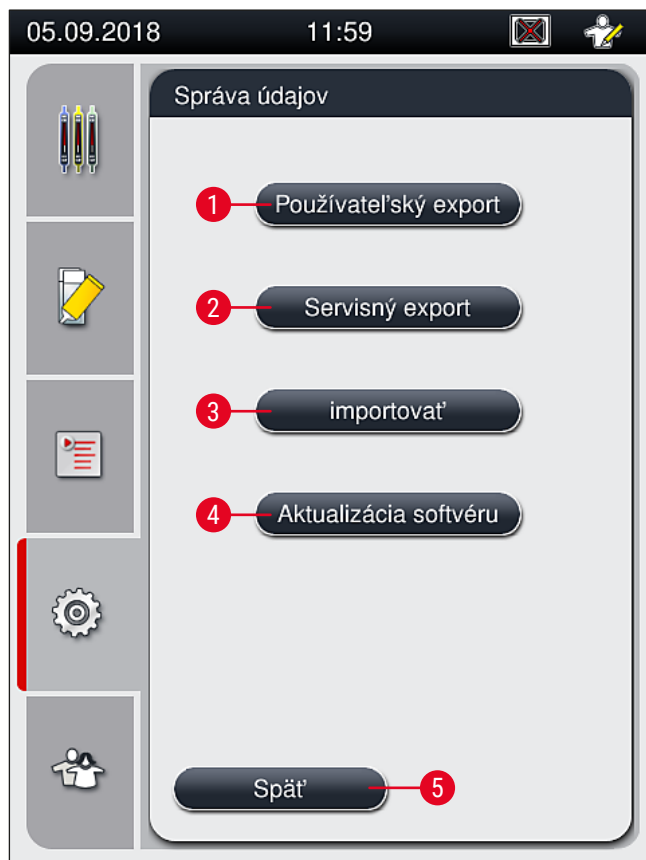 05.09.2018 11:59
Správa údajov
1 Používateľský export
2 Servisný export
3 importovať
4 Aktualizácia softvéru
Späť 5